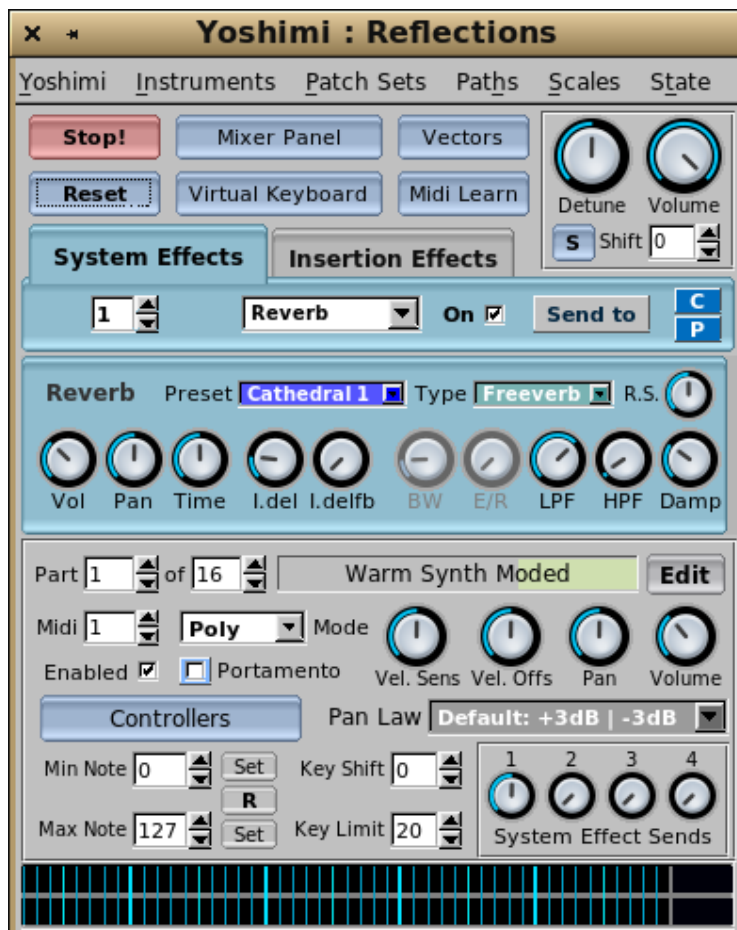 Yoshimi : Reflections
Yoshimi Instruments Patch Sets Paths Scales State
Stop! Mixer Panel Vectors
Reset Virtual Keyboard Midi Learn
Detune Volume
S Shift 0
System Effects Insertion Effects
1 Reverb On Send to C
P
Reverb Preset Cathedral 1 Type Freeverb R.S.
Vol Pan Time I.del I.delfb BW E/R LPF HPF Damp
Part 1 of 16 Warm Synth Moded Edit
Midi 1 Poly Mode
Enabled Portamento Vel. Sens Vel. Offs Pan Volume
Controllers Pan Law Default: +3dB | -3dB
Min Note 0 Set Key Shift 0
R
Max Note 127 Set Key Limit 20
1 2 3 4
System Effect Sends